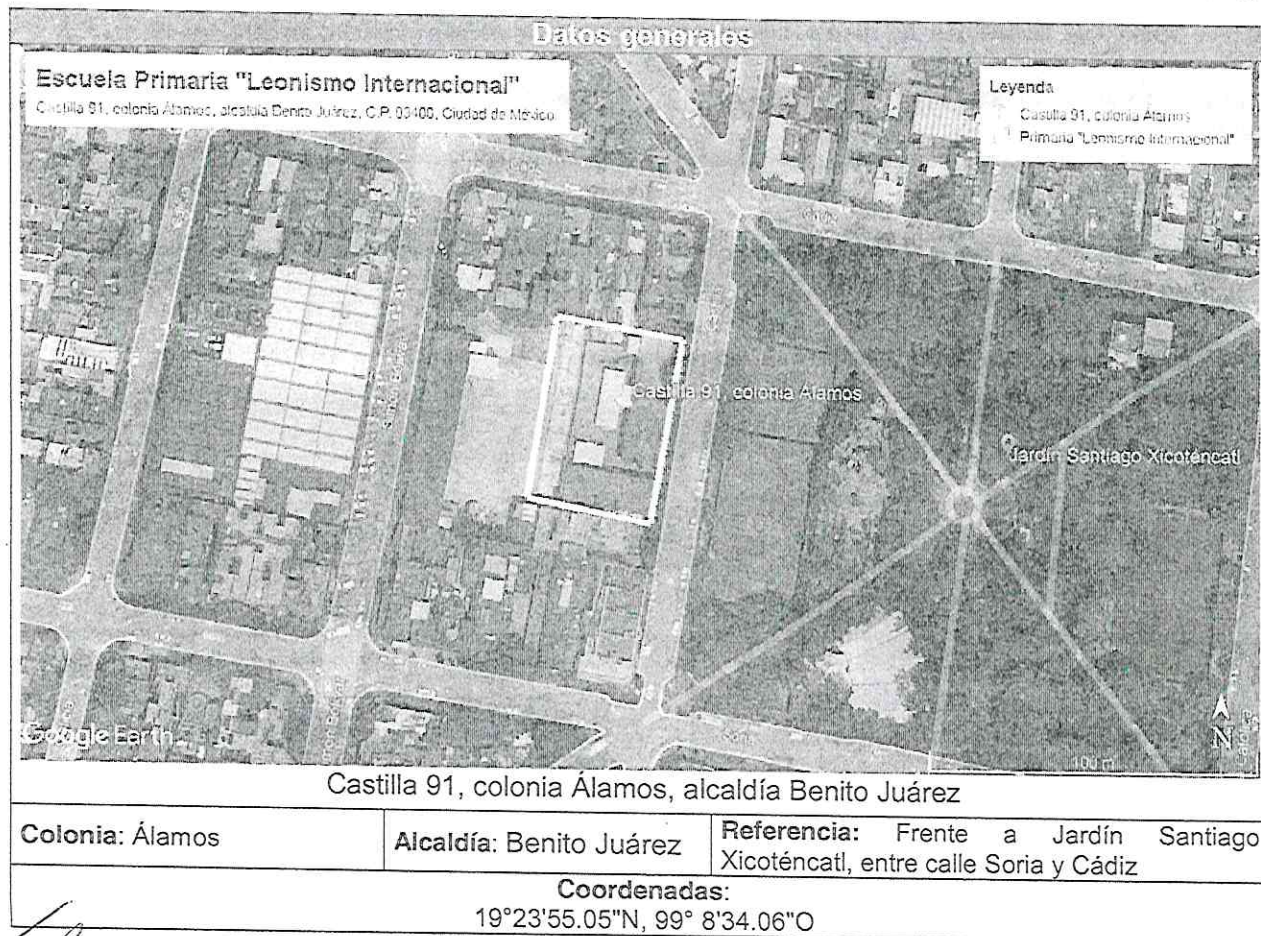 Datos generales
Escuela Primaria "Leonismo Internacional"
Castilla 91, colonia Álamos, alcaldía Benito Juárez, C.P. 03400, Ciudad de México
Leyenda
Castilla 91, colonia Álamos
Primaria "Leonismo Internacional"
Castilla 91, colonia Álamos
Jardín Santiago Xicoténcatl
Google Earth
N
100 m
Castilla 91, colonia Álamos, alcaldía Benito Juárez
Colonia: Álamos
Alcaldía: Benito Juárez
Referencia: Frente a Jardín Santiago
Xicoténcatl, entre calle Soria y Cádiz
Coordenadas:
19°23'55.05"N, 99° 8'34.06"O